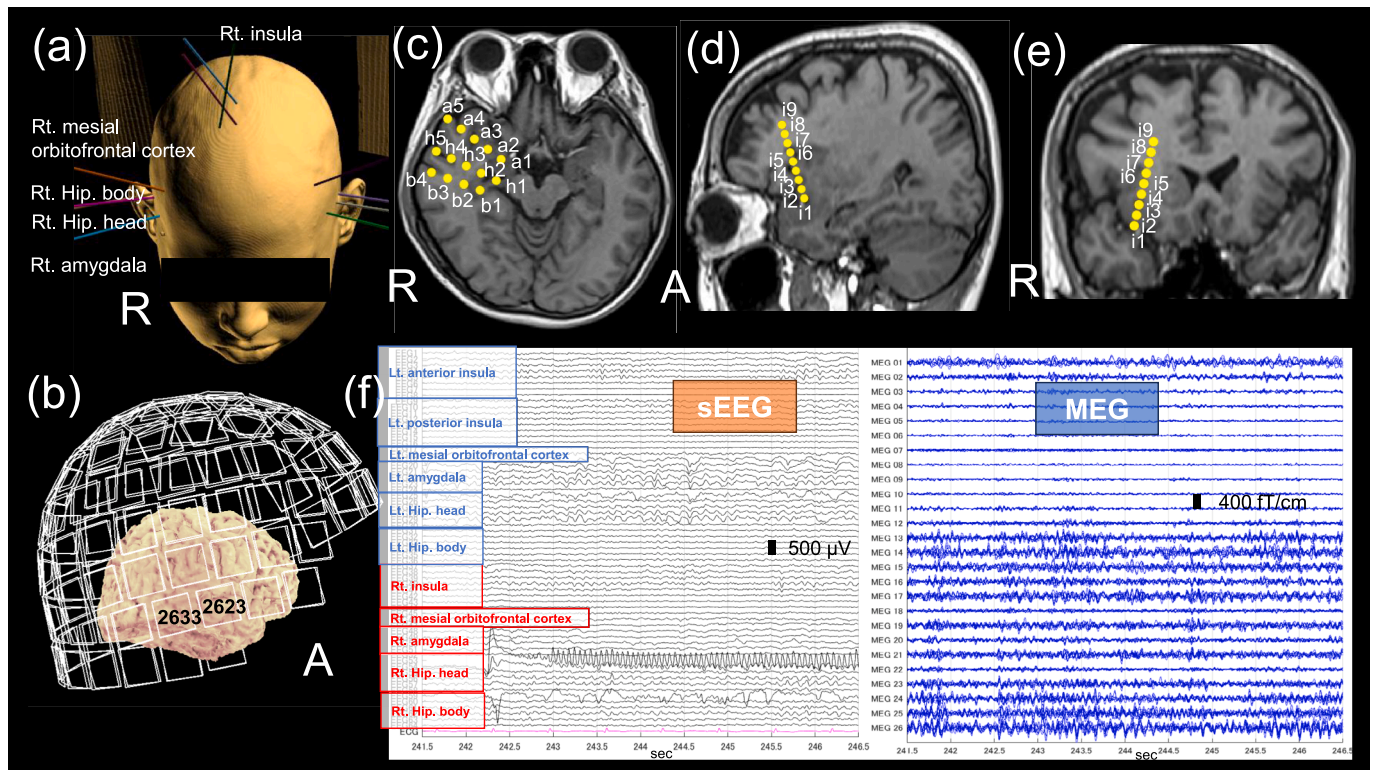 (a)
Rt. insula
Rt. mesial
orbitofrontal cortex
Rt. Hip. body
Rt. Hip. head
Rt. amygdala
R
(b)
2633
2623
A
(c)
a5
a4
a3
a2
a1
h5
h4
h3
h2
h1
b4
b3
b2
b1
R
(d)
i9
i8
i7
i6
i5
i4
i3
i2
i1
A
(e)
i9
i8
i7
i6
i5
i4
i3
i2
i1
R
(f)
Lt. anterior insula
Lt. posterior insula
Lt. mesial orbitofrontal cortex
Lt. amygdala
Lt. Hip. head
Lt. Hip. body
Rt. insula
Rt. mesial orbitofrontal cortex
Rt. amygdala
Rt. Hip. head
Rt. Hip. body
ECG
sEEG
500 μV
241.5 242 242.5 243 243.5 244 244.5 245 245.5 246 246.5
sec
MEG 01
MEG 02
MEG 03
MEG 04
MEG 05
MEG 06
MEG 07
MEG 08
MEG 09
MEG 10
MEG 11
MEG 12
MEG 13
MEG 14
MEG 15
MEG 16
MEG 17
MEG 18
MEG 19
MEG 20
MEG 21
MEG 22
MEG 23
MEG 24
MEG 25
MEG 26
MEG
400 fT/cm
241.5 242 242.5 243 243.5 244 244.5 245 245.5 246 246.5
sec